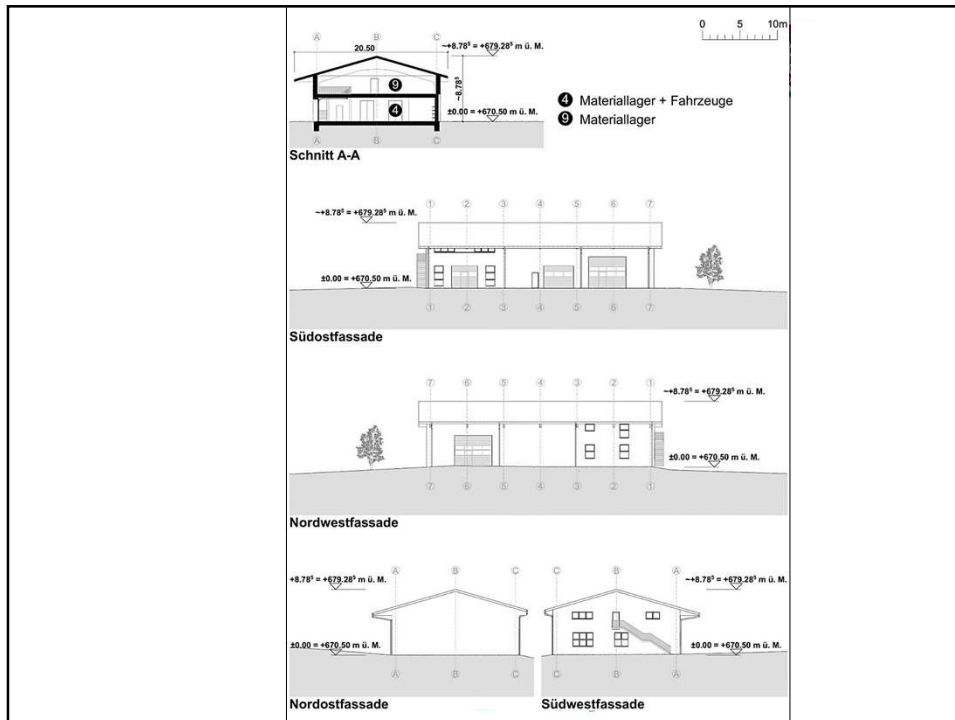 0 5 10m
A B C
20.50
~+8.78⁵ = +679.28⁵ m ü. M.
~8.78⁵
9
4
±0.00 = +670.50 m ü. M.
A B C
4 Materiallager + Fahrzeuge
9 Materiallager
Schnitt A-A
1 2 3 4 5 6 7
~+8.78⁵ = +679.28⁵ m ü. M.
±0.00 = +670.50 m ü. M.
1 2 3 4 5 6 7
Südostfassade
7 6 5 4 3 2 1
~+8.78⁵ = +679.28⁵ m ü. M.
±0.00 = +670.50 m ü. M.
7 6 5 4 3 2 1
Nordwestfassade
A B C
+8.78⁵ = +679.28⁵ m ü. M.
±0.00 = +670.50 m ü. M.
A B C
Nordostfassade
C B A
~+8.78⁵ = +679.28⁵ m ü. M.
±0.00 = +670.50 m ü. M.
C B A
Südwestfassade